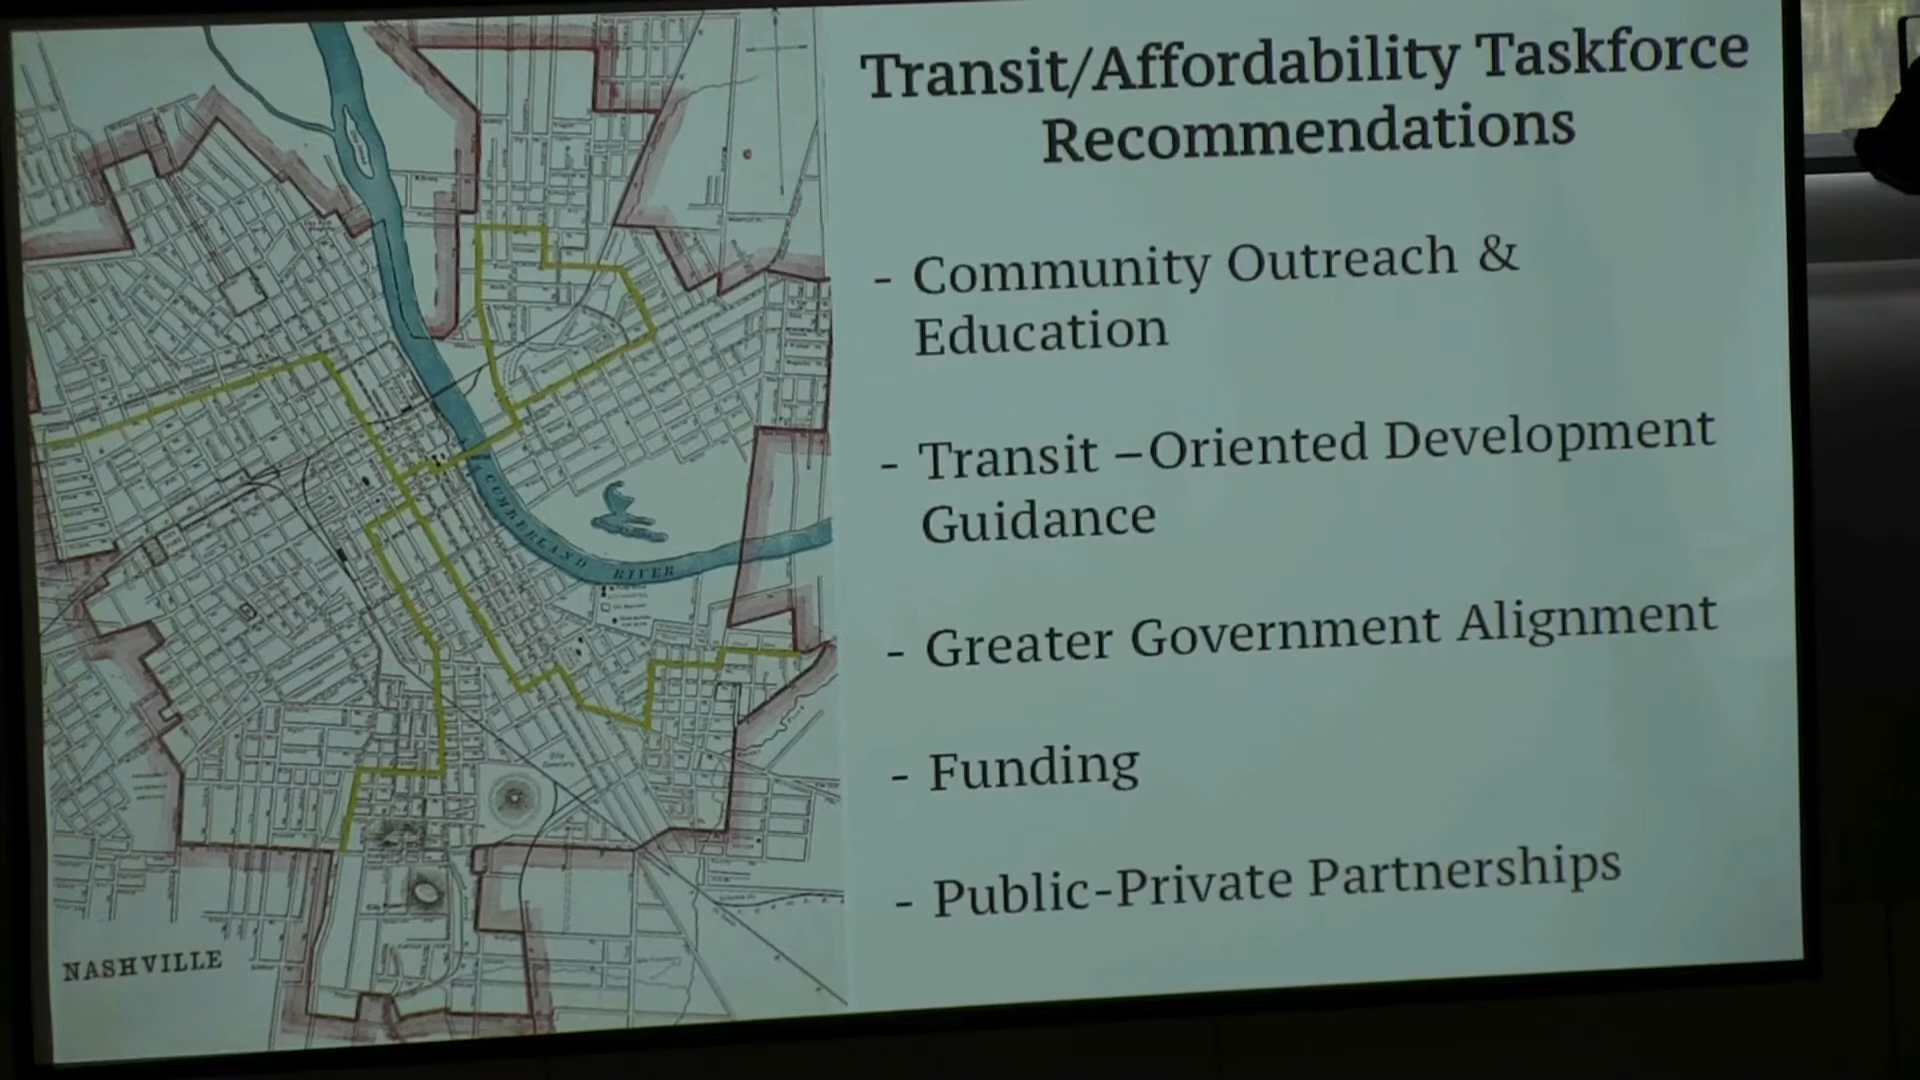 Transit/Affordability Taskforce
Recommendations
- Community Outreach &
Education
- Transit –Oriented Development
Guidance
- Greater Government Alignment
- Funding
- Public-Private Partnerships
CUMBERLAND RIVER
NASHVILLE